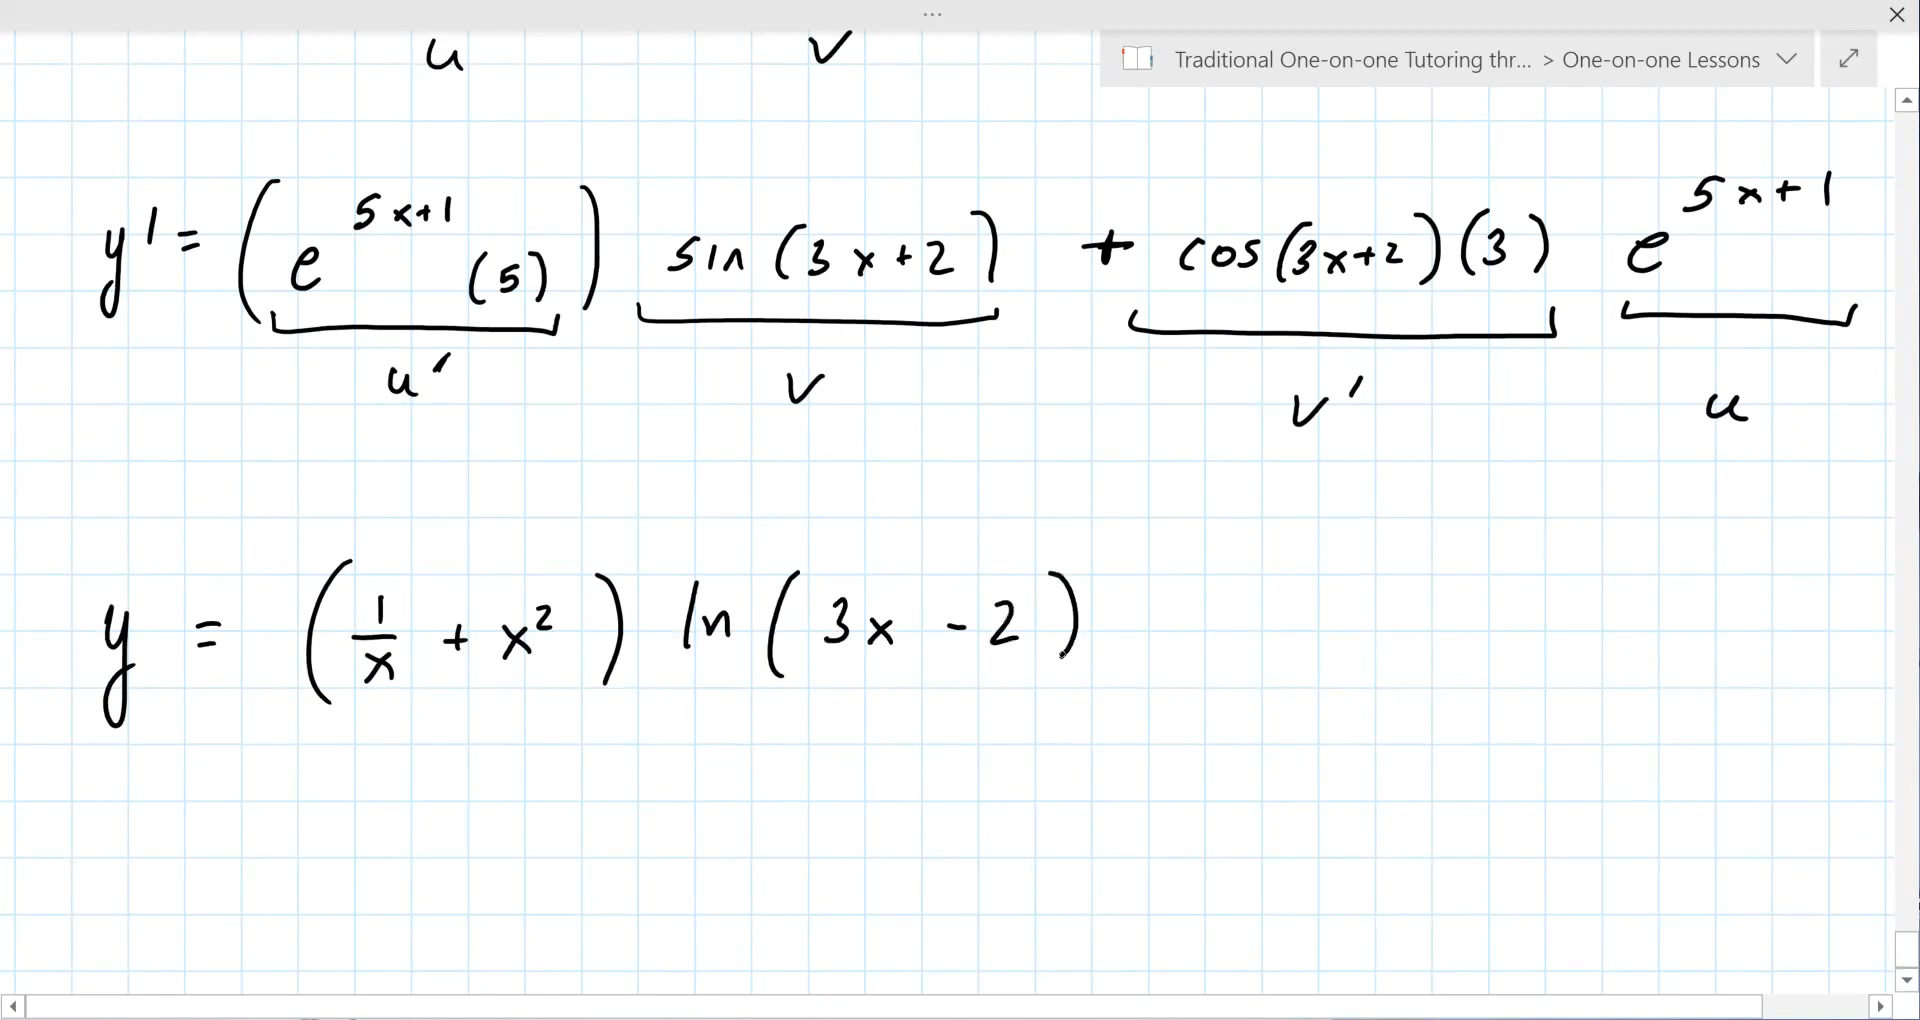 ...
Traditional One-on-one Tutoring thr... > One-on-one Lessons
u v
y' = (e^{5x+1} (5)) sin (3x+2) + cos(3x+2)(3) e^{5x+1}
u' v v' u
y = (1/x + x²) ln (3x - 2)